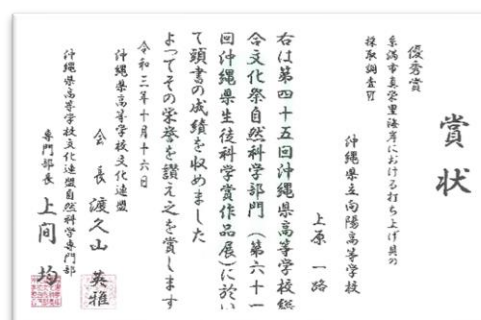 賞状
優秀賞
糸満市真栄里海岸における打ち上げ貝の
採取調査Ⅵ
沖縄県立向陽高等学校
上原 一路
右は第四十五回沖縄県高等学校総
合文化祭自然科学部門(第六十一
回沖縄県生徒科学賞作品展)に於い
て頭書の成績を収めました
よってその栄誉を讃え之を賞します
令和三年十月十六日
沖縄県高等学校文化連盟
会長 渡久山 英雅
沖縄県高等学校文化連盟自然科学専門部
専門部長 上間 均